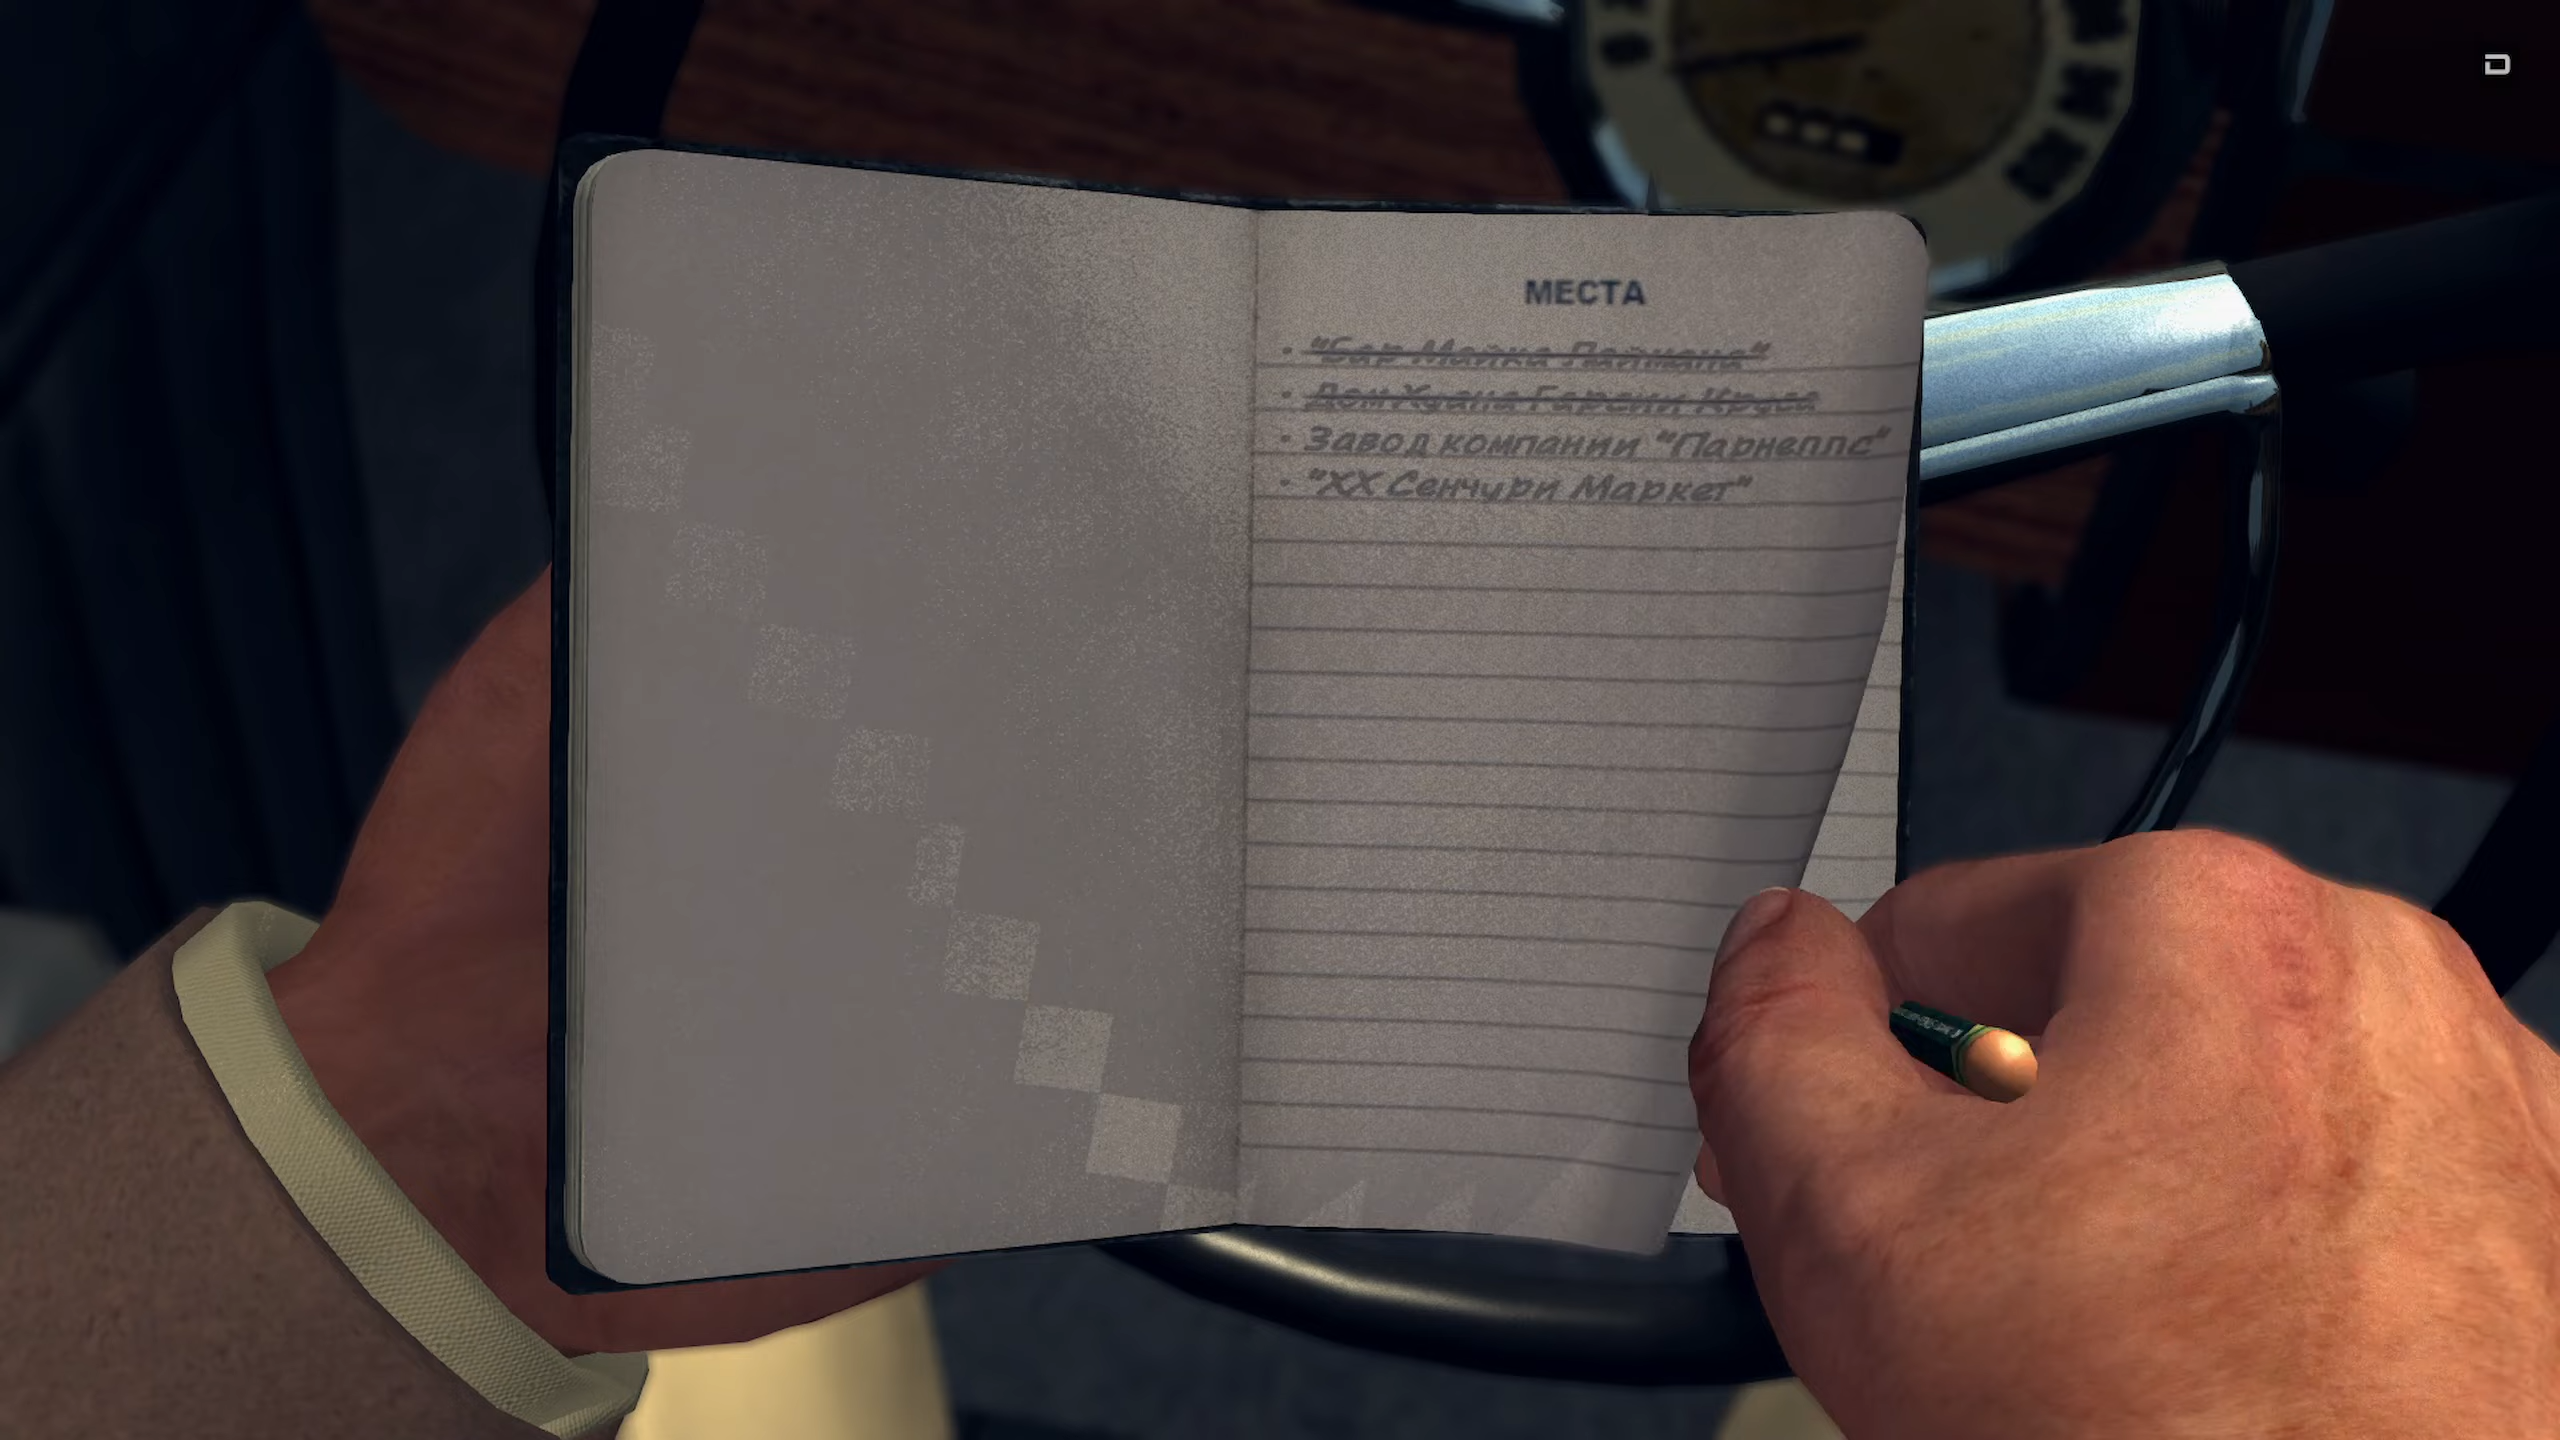 МЕСТА
• "Бар Майка Паймана"
• Дом Хуана Гарсии Круса
• Завод компании "Парнеллс"
• "XX Сенчури Маркет"